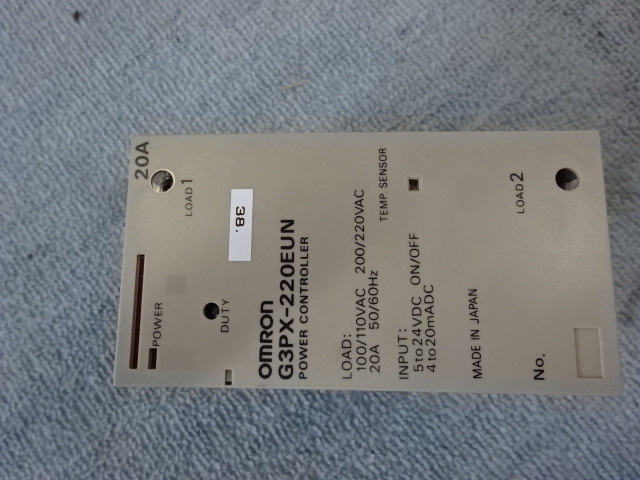 20A
LOAD 1
POWER
DUTY
38.
OMRON
G3PX-220EUN
POWER CONTROLLER
LOAD:
100/110VAC 200/220VAC
20A 50/60Hz
TEMP. SENSOR
INPUT:
5 to 24VDC ON/OFF
4 to 20mADC
MADE IN JAPAN
LOAD 2
No.